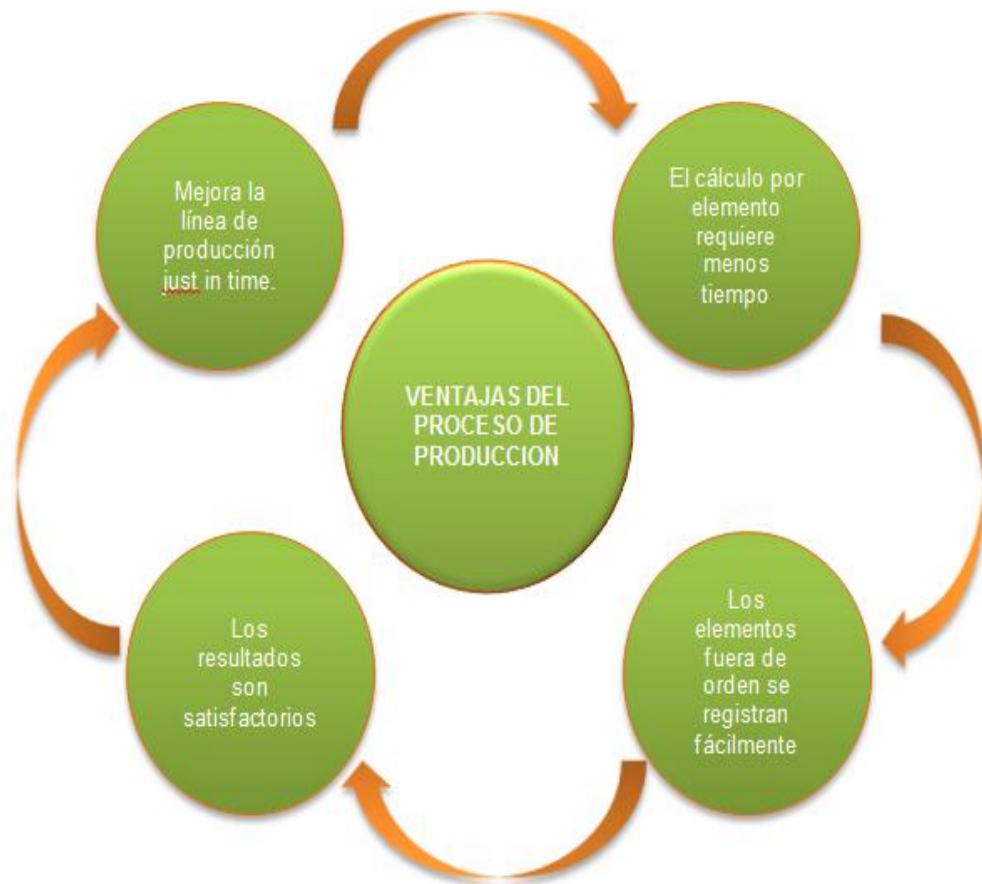 Mejora la
línea de
producción
just in time.
El cálculo por
elemento
requiere
menos
tiempo
VENTAJAS DEL
PROCESO DE
PRODUCCION
Los
resultados
son
satisfactorios
Los
elementos
fuera de
orden se
registran
fácilmente